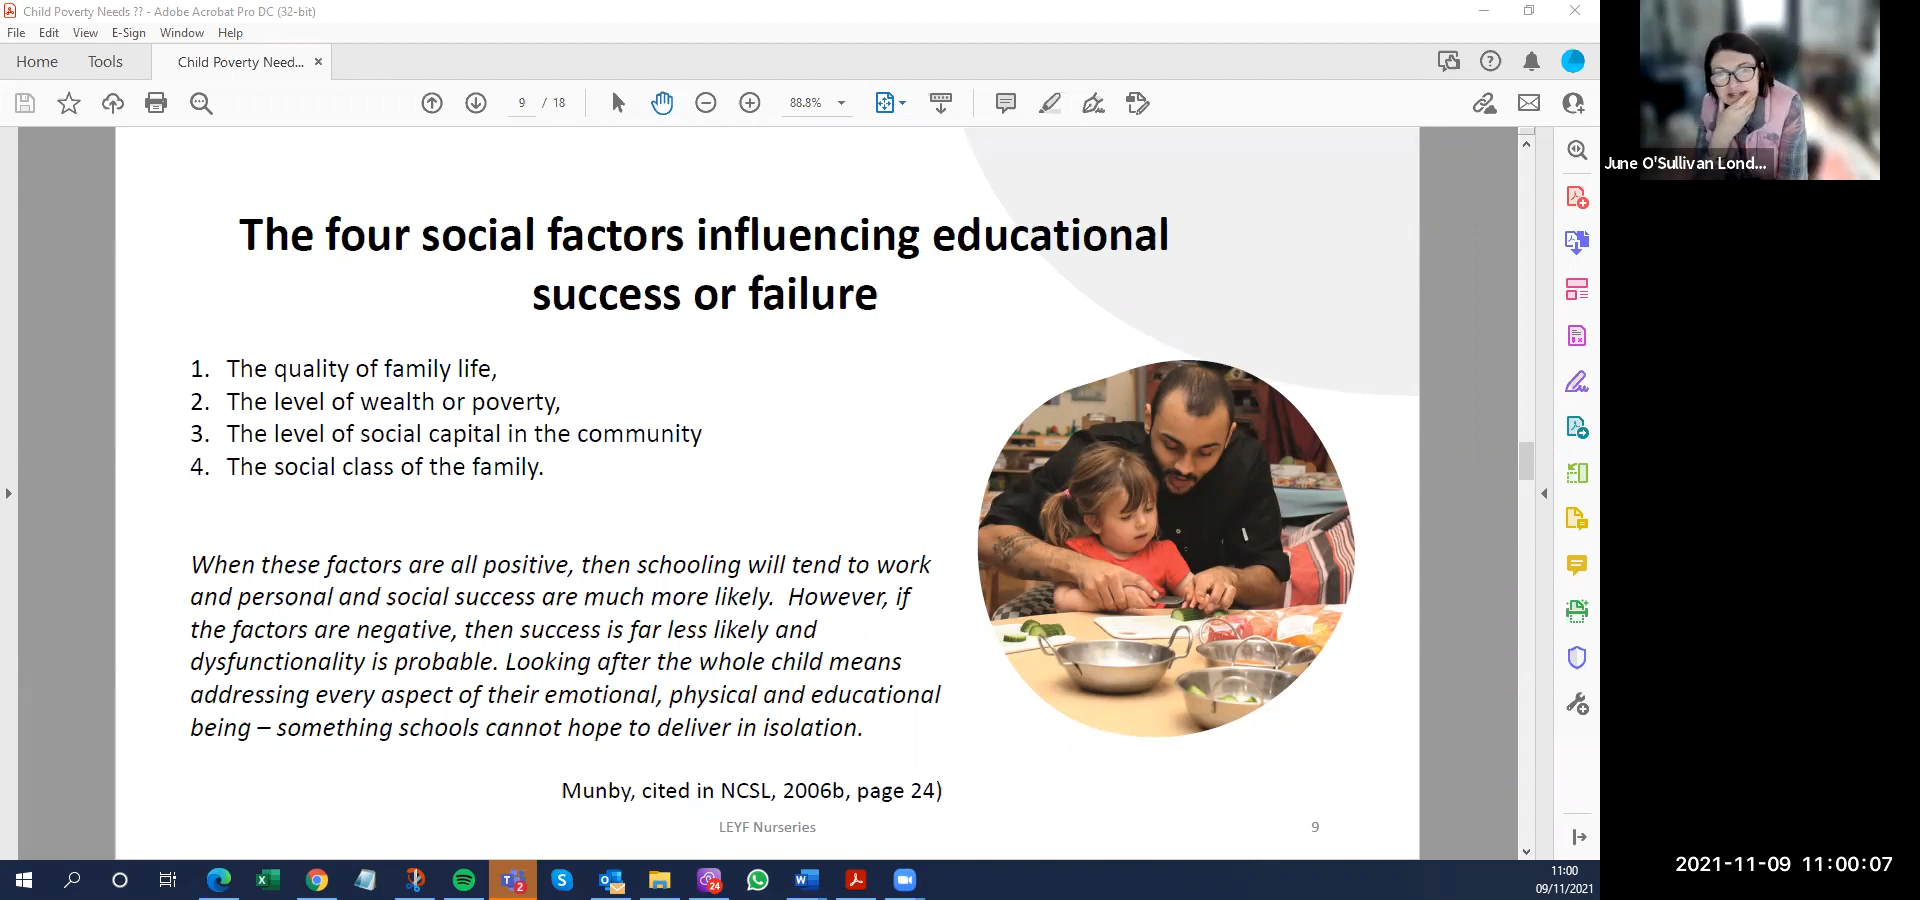 Child Poverty Needs ?? - Adobe Acrobat Pro DC (32-bit)
File Edit View E-Sign Window Help
Home Tools Child Poverty Need... ×
9 / 18 88.8%
June O'Sullivan Lond...
The four social factors influencing educational
success or failure
1. The quality of family life,
2. The level of wealth or poverty,
3. The level of social capital in the community
4. The social class of the family.
When these factors are all positive, then schooling will tend to work
and personal and social success are much more likely. However, if
the factors are negative, then success is far less likely and
dysfunctionality is probable. Looking after the whole child means
addressing every aspect of their emotional, physical and educational
being – something schools cannot hope to deliver in isolation.
Munby, cited in NCSL, 2006b, page 24)
LEYF Nurseries 9
2
24
11:00
09/11/2021
2021-11-09 11:00:07